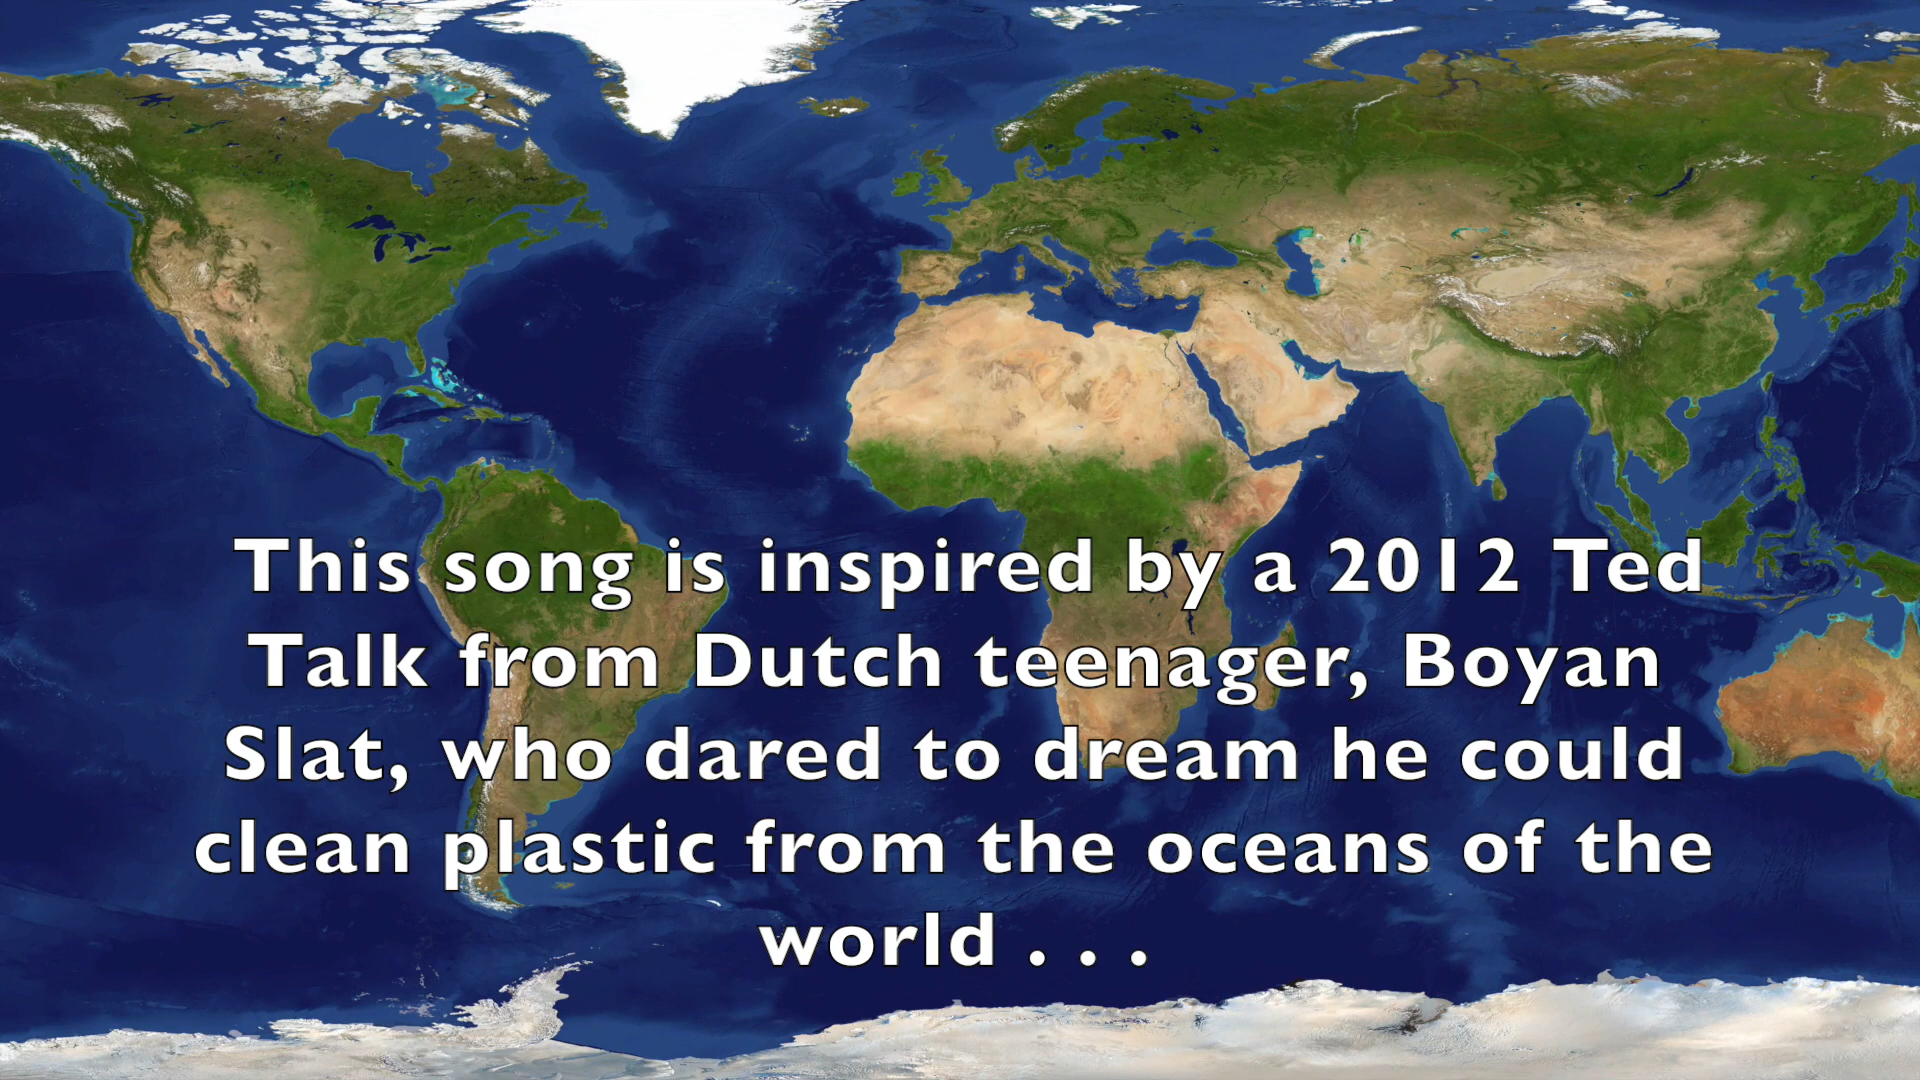 This song is inspired by a 2012 Ted
Talk from Dutch teenager, Boyan
Slat, who dared to dream he could
clean plastic from the oceans of the
world . . .